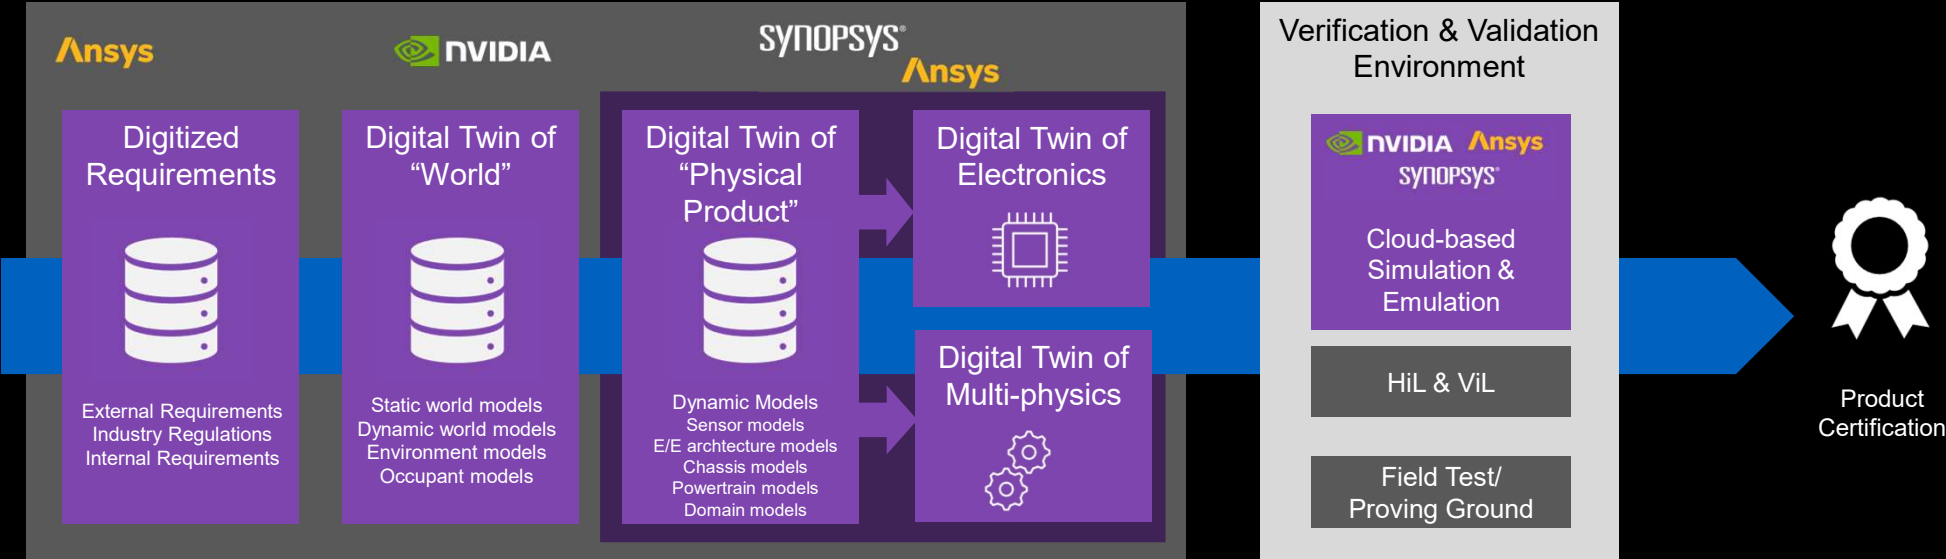 Ansys
NVIDIA
SYNOPSYS®
Ansys
Digitized
Requirements
External Requirements
Industry Regulations
Internal Requirements
Digital Twin of
“World”
Static world models
Dynamic world models
Environment models
Occupant models
Digital Twin of
“Physical
Product”
Dynamic Models
Sensor models
E/E archtecture models
Chassis models
Powertrain models
Domain models
Digital Twin of
Electronics
Digital Twin of
Multi-physics
Verification & Validation
Environment
NVIDIA Ansys
SYNOPSYS®
Cloud-based
Simulation &
Emulation
HiL & ViL
Field Test/
Proving Ground
Product
Certification